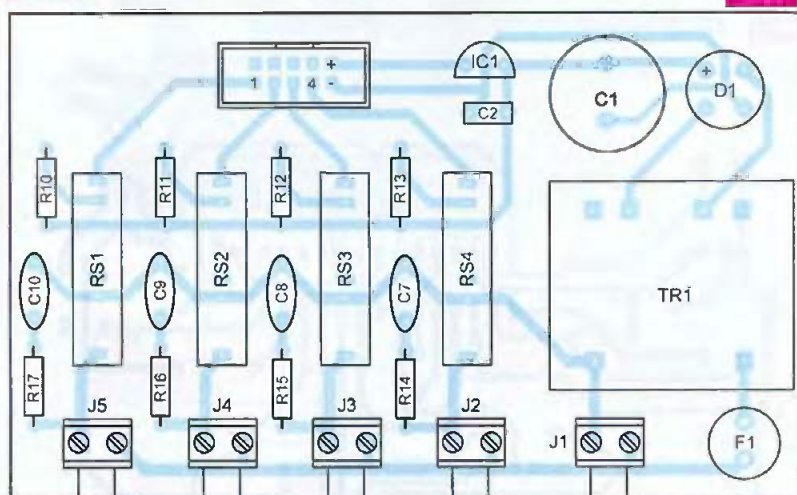 IC1
+
1 4 -
C2
C1
+
D1
R10
R11
R12
R13
RS1
RS2
RS3
RS4
C10
C9
C8
C7
TR1
R17
R16
R15
R14
J5
J4
J3
J2
J1
F1